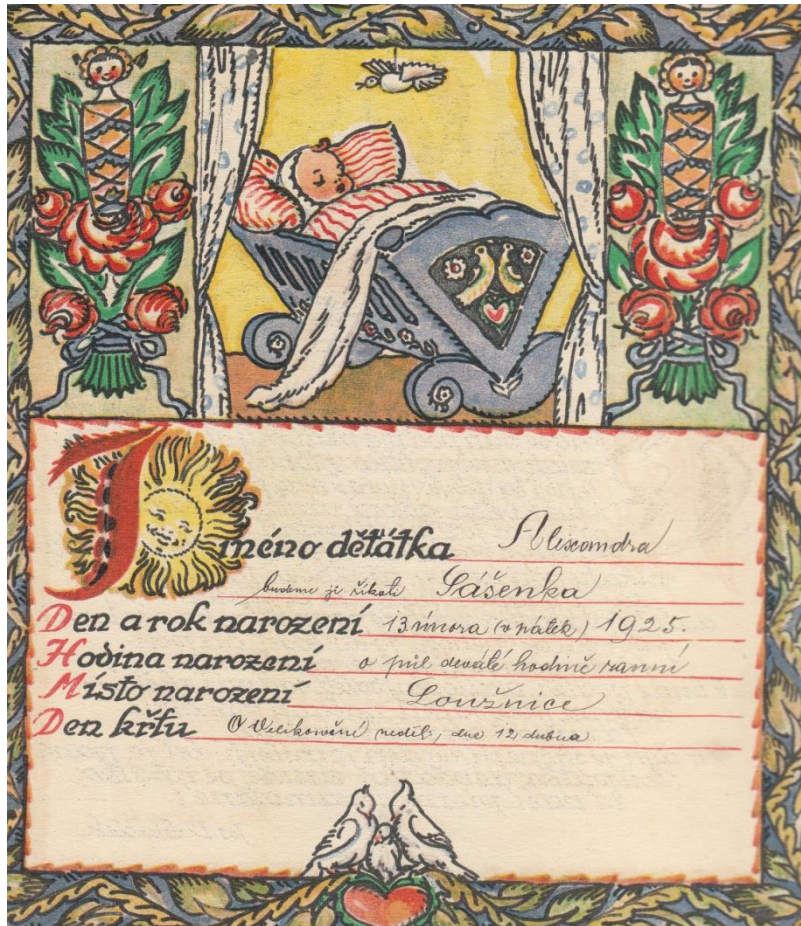 Jméno děťátka Alexandra
budeme jí říkati Sášenka
Den a rok narození 13. února (v pátek) 1925.
Hodina narození o půl deváté hodině ranní
Místo narození Loužnice
Den křtu O Velikonoční neděli, dne 12. dubna